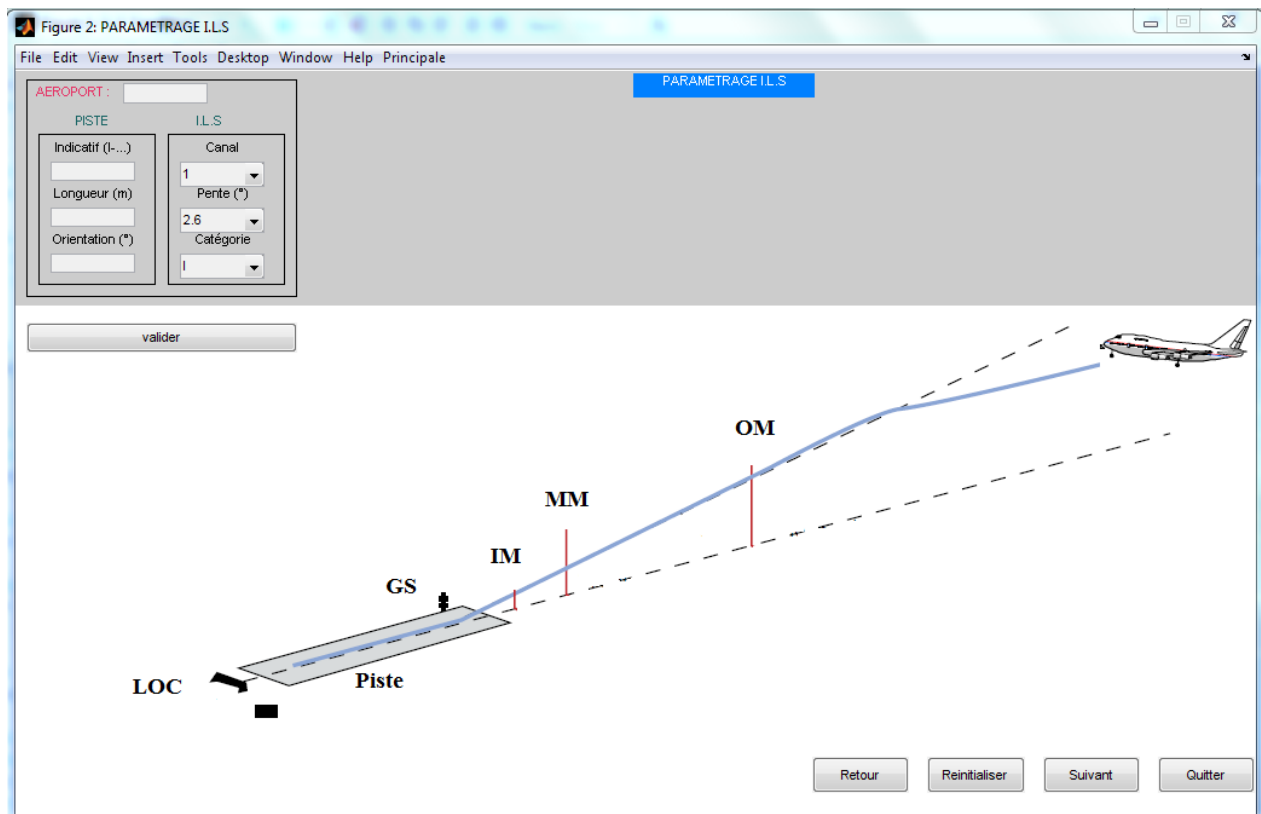 Figure 2: PARAMETRAGE I.L.S
File Edit View Insert Tools Desktop Window Help Principale
PARAMETRAGE I.L.S
AEROPORT :
PISTE I.L.S
Indicatif (I-...) Canal
1
Longueur (m) Pente (°)
2.6
Orientation (°) Catégorie
I
valider
OM
MM
IM
GS
LOC
Piste
Retour Reinitialiser Suivant Quitter